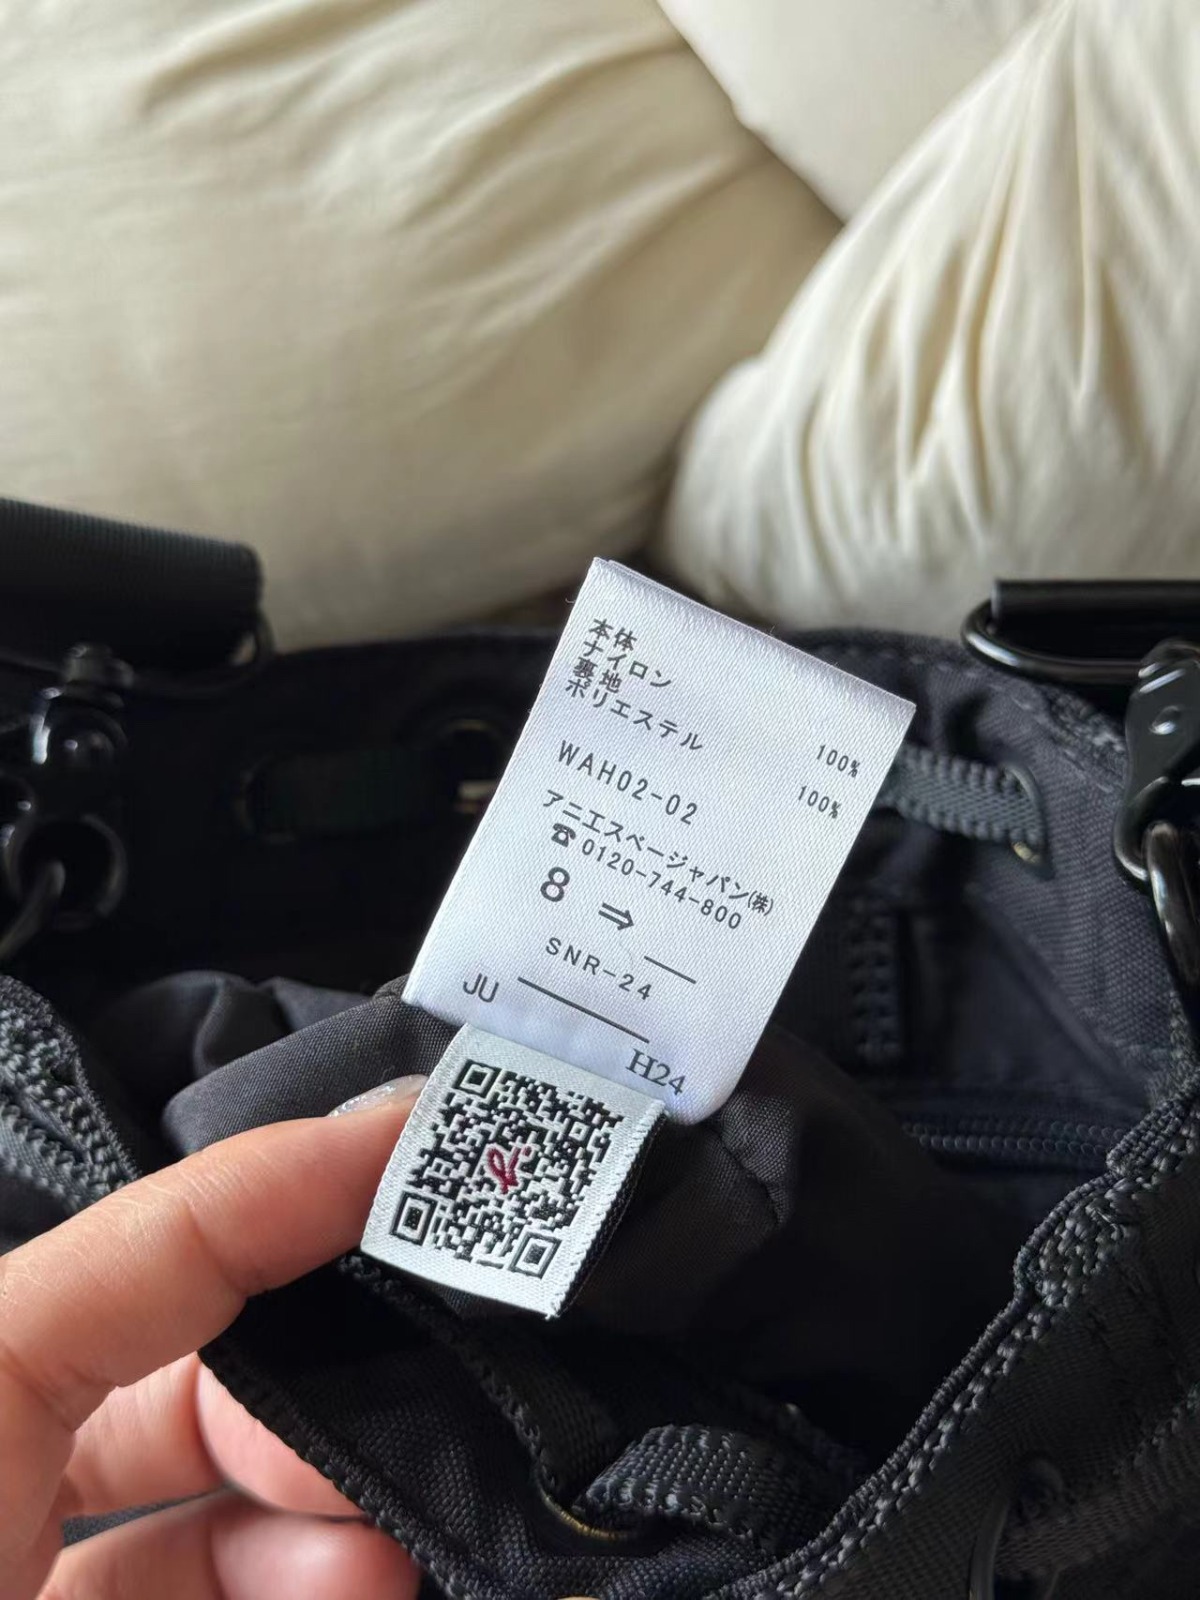 本体
ナイロン 100%
裏地
ポリエステル 100%
WAH02-02
アニエスベージャパン(株)
☎0120-744-800
8 ⇒
SNR-24
JU
H24